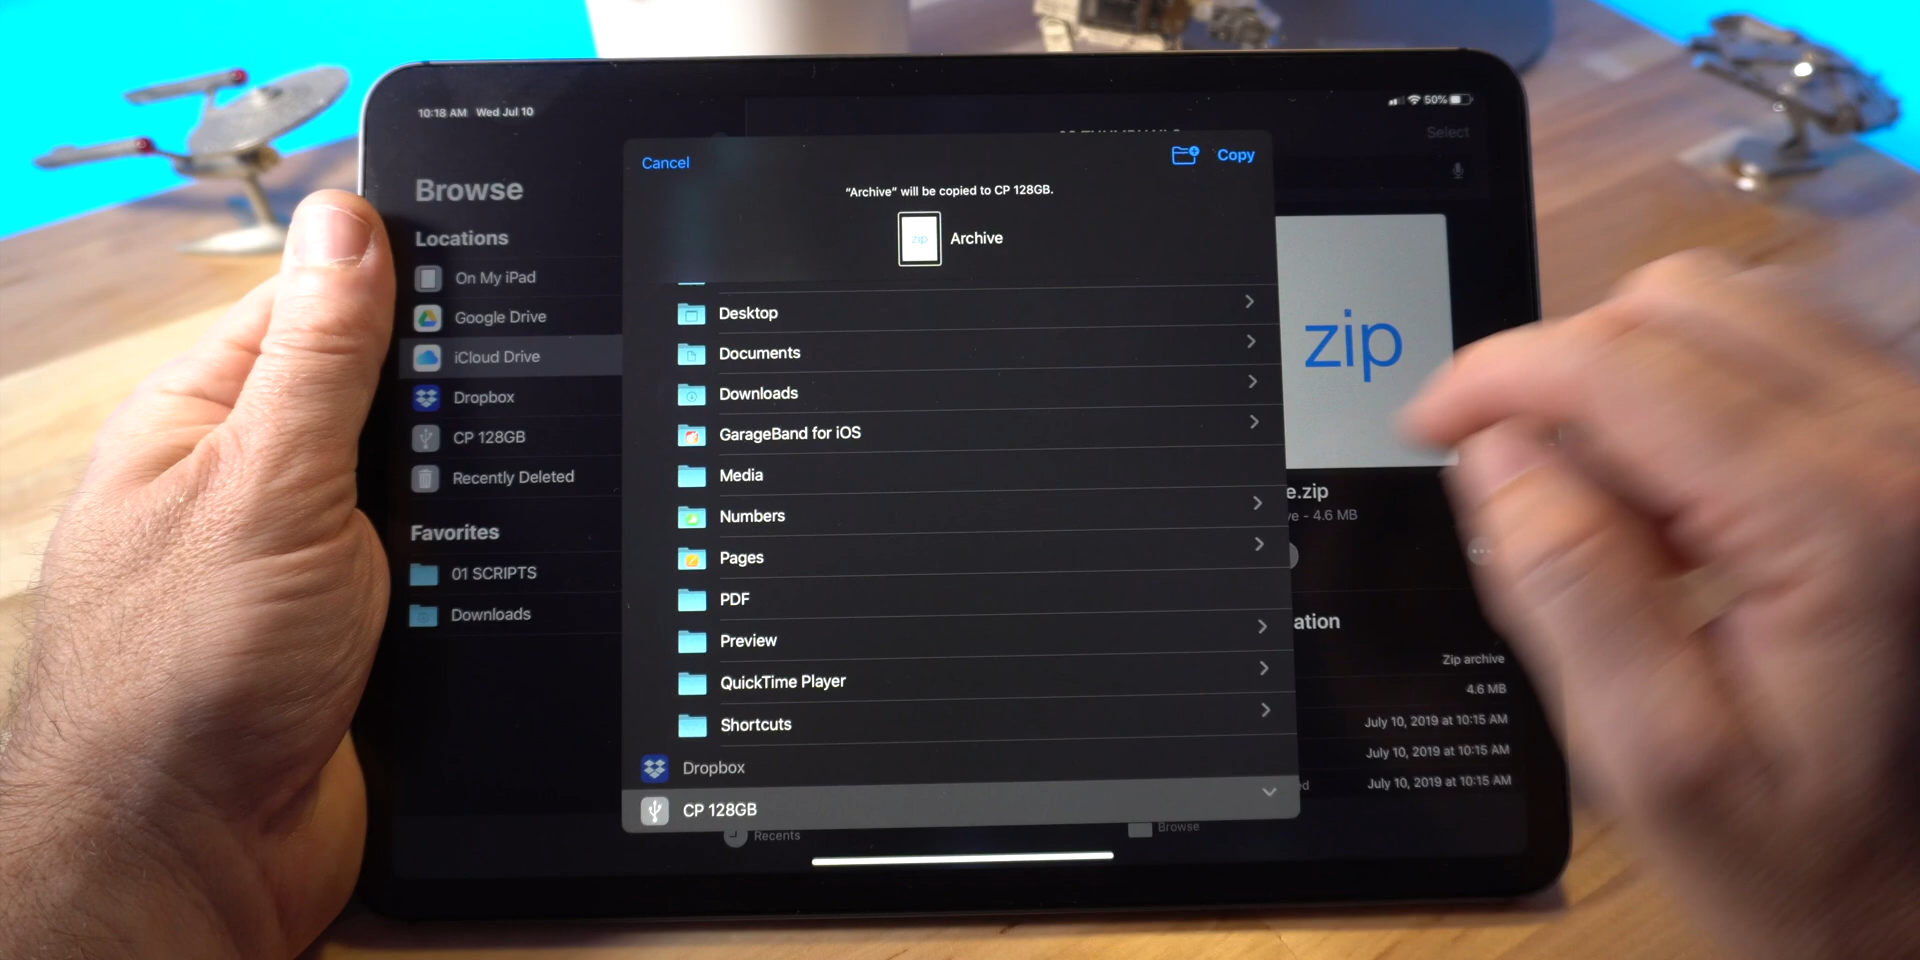 10:18 AM Wed Jul 10
50%
Select
Browse
Locations
On My iPad
Google Drive
iCloud Drive
Dropbox
CP 128GB
Recently Deleted
Favorites
01 SCRIPTS
Downloads
Cancel
Copy
“Archive” will be copied to CP 128GB.
zip
Archive
Desktop
Documents
Downloads
GarageBand for iOS
Media
Numbers
Pages
PDF
Preview
QuickTime Player
Shortcuts
Dropbox
CP 128GB
zip
e.zip
ve - 4.6 MB
ation
Zip archive
4.6 MB
July 10, 2019 at 10:15 AM
July 10, 2019 at 10:15 AM
ed July 10, 2019 at 10:15 AM
Recents
Browse